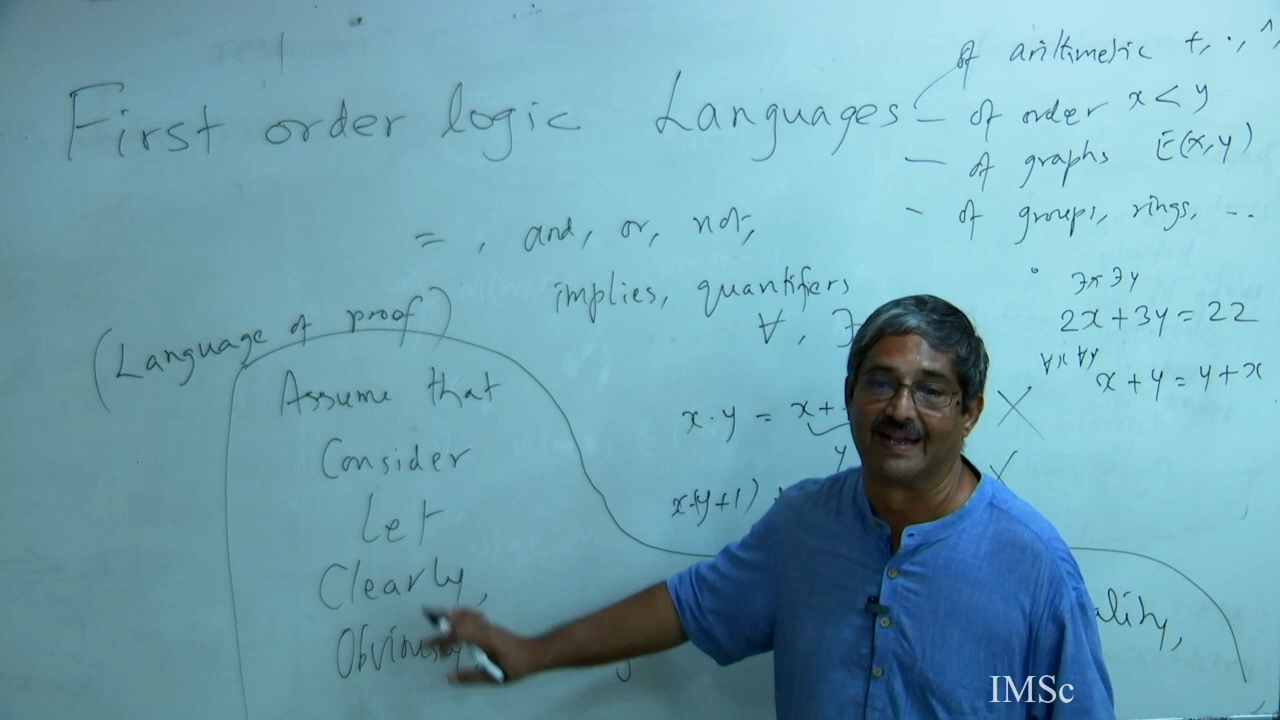 First order logic Languages
of arithmetic +, ·, ^,
– of order x < y
– of graphs E(x,y)
– of groups, rings, ...
= , and, or, not,
implies, quantifers
∀, ∃
∃x ∃y
2x + 3y = 22
∀x ∀y
x + y = y + x
(Language of proof)
Assume that
Consider
Let
Clearly,
x · y = x +
y
x·(y+1)
IMSc